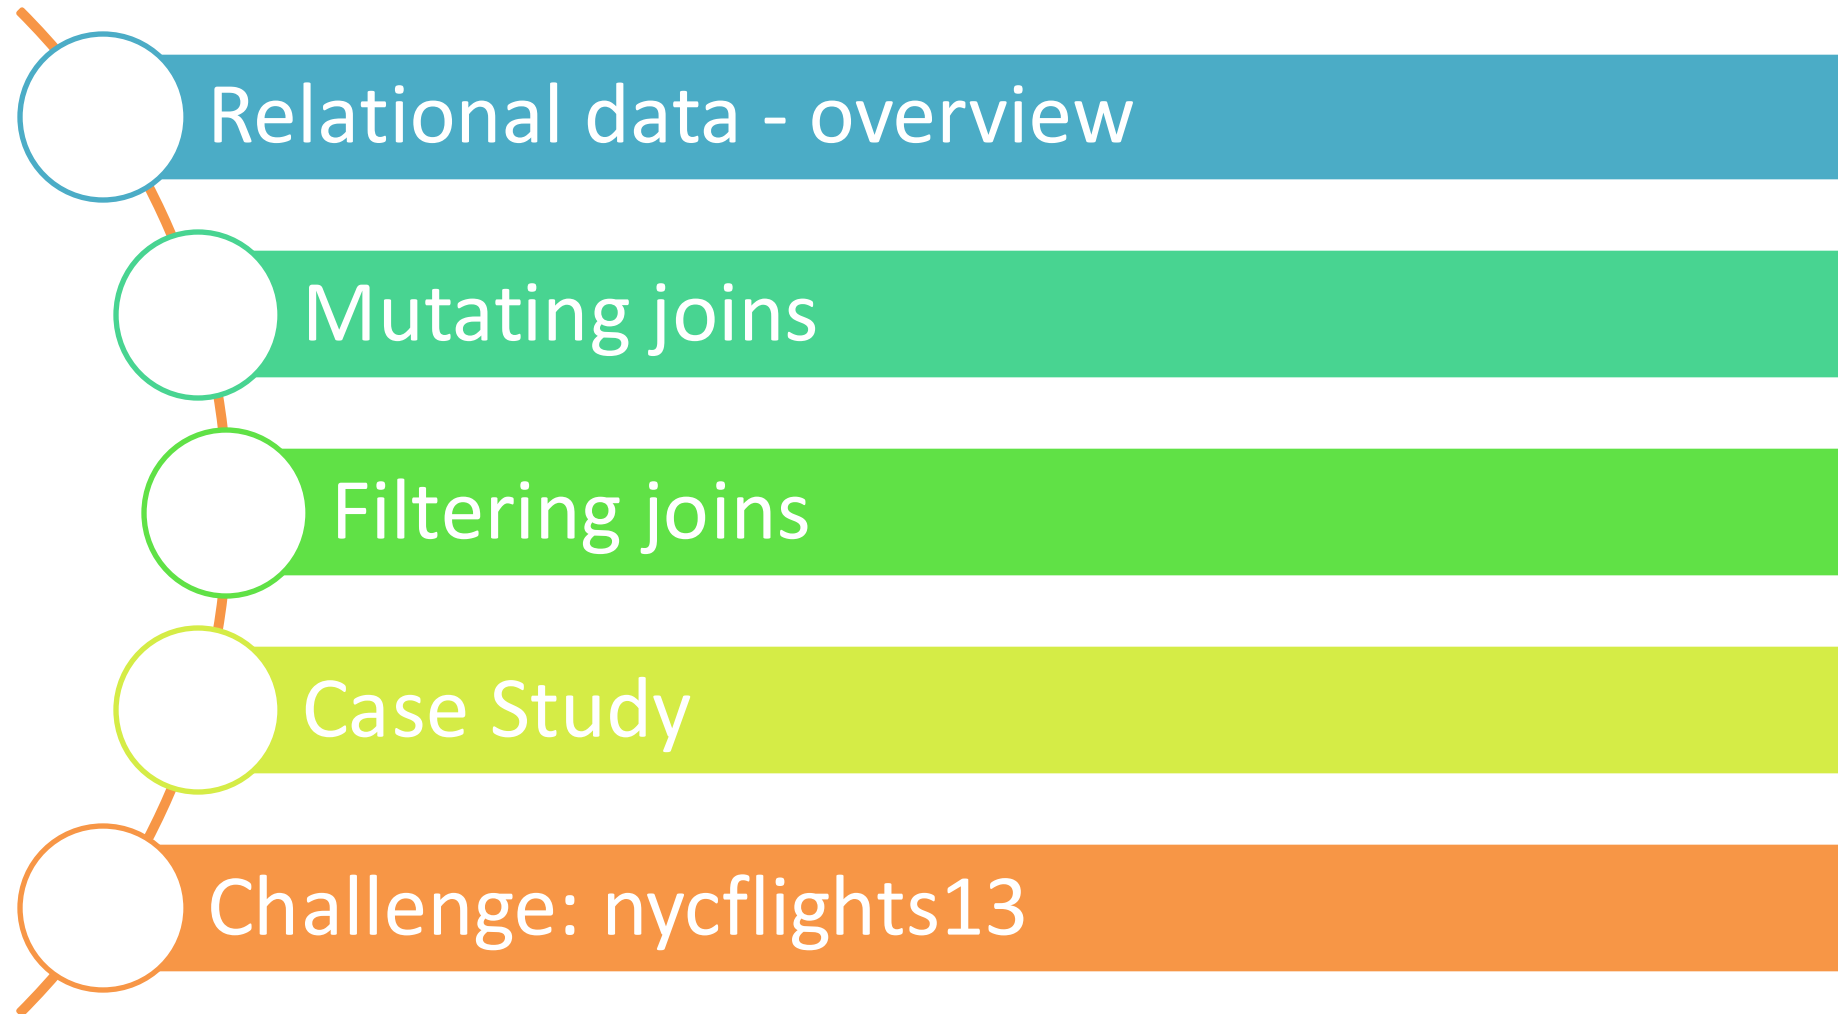 Relational data - overview
Mutating joins
Filtering joins
Case Study
Challenge: nycflights13